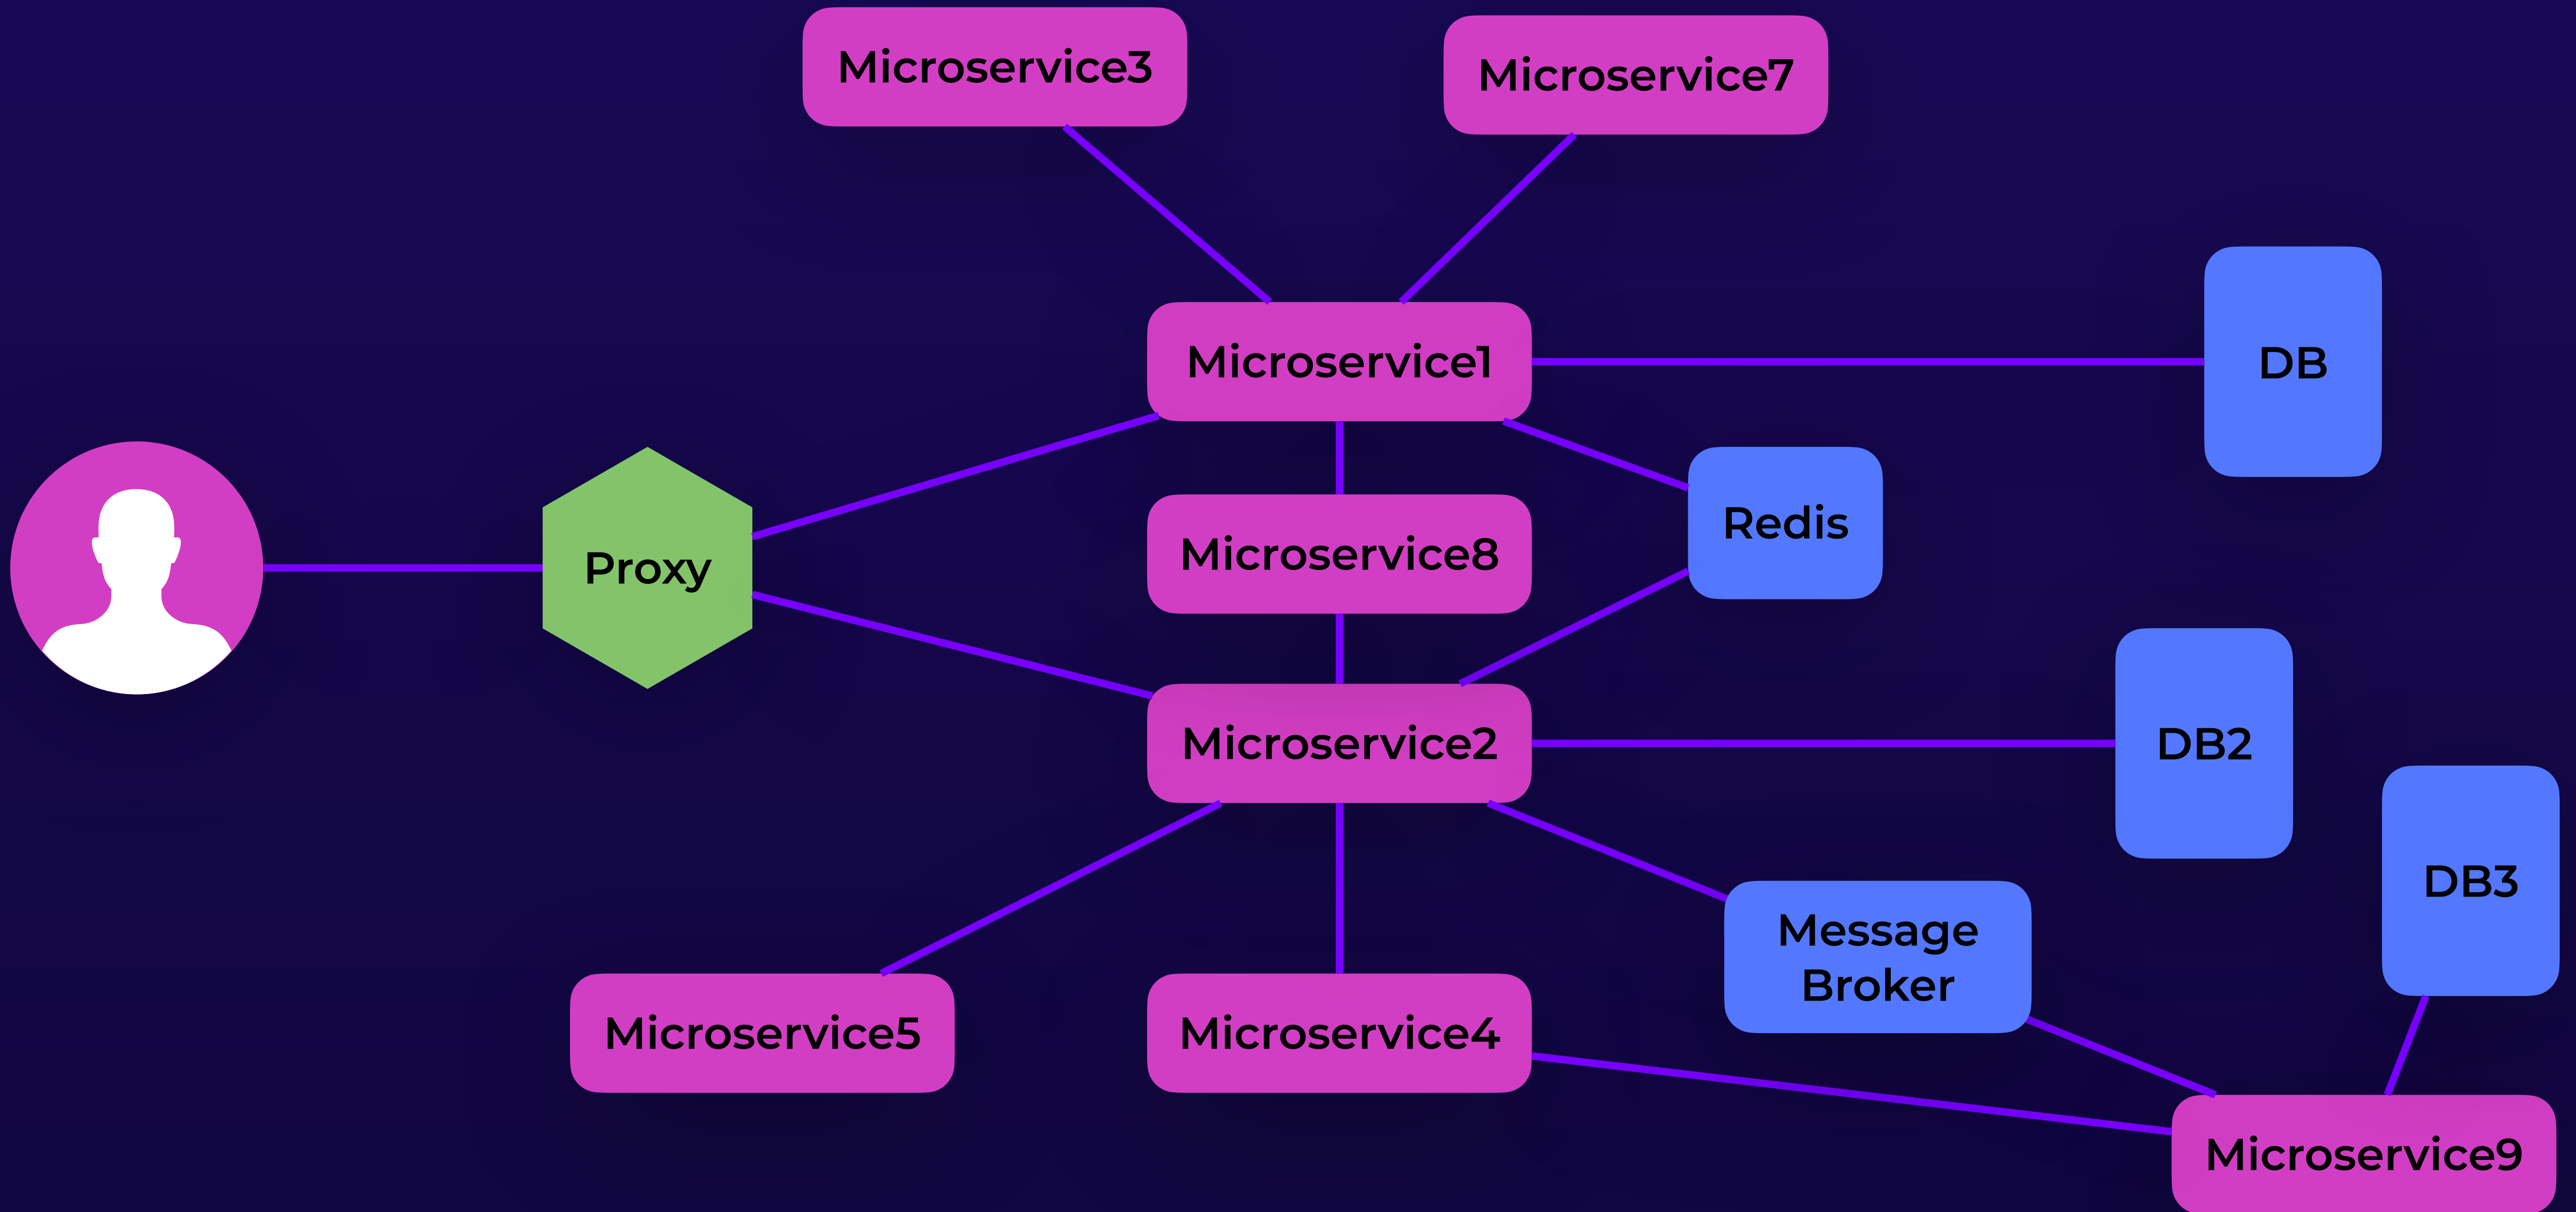 Microservice3
Microservice7
Microservice1
DB
Redis
Microservice8
Proxy
Microservice2
DB2
DB3
Message
Broker
Microservice5
Microservice4
Microservice9